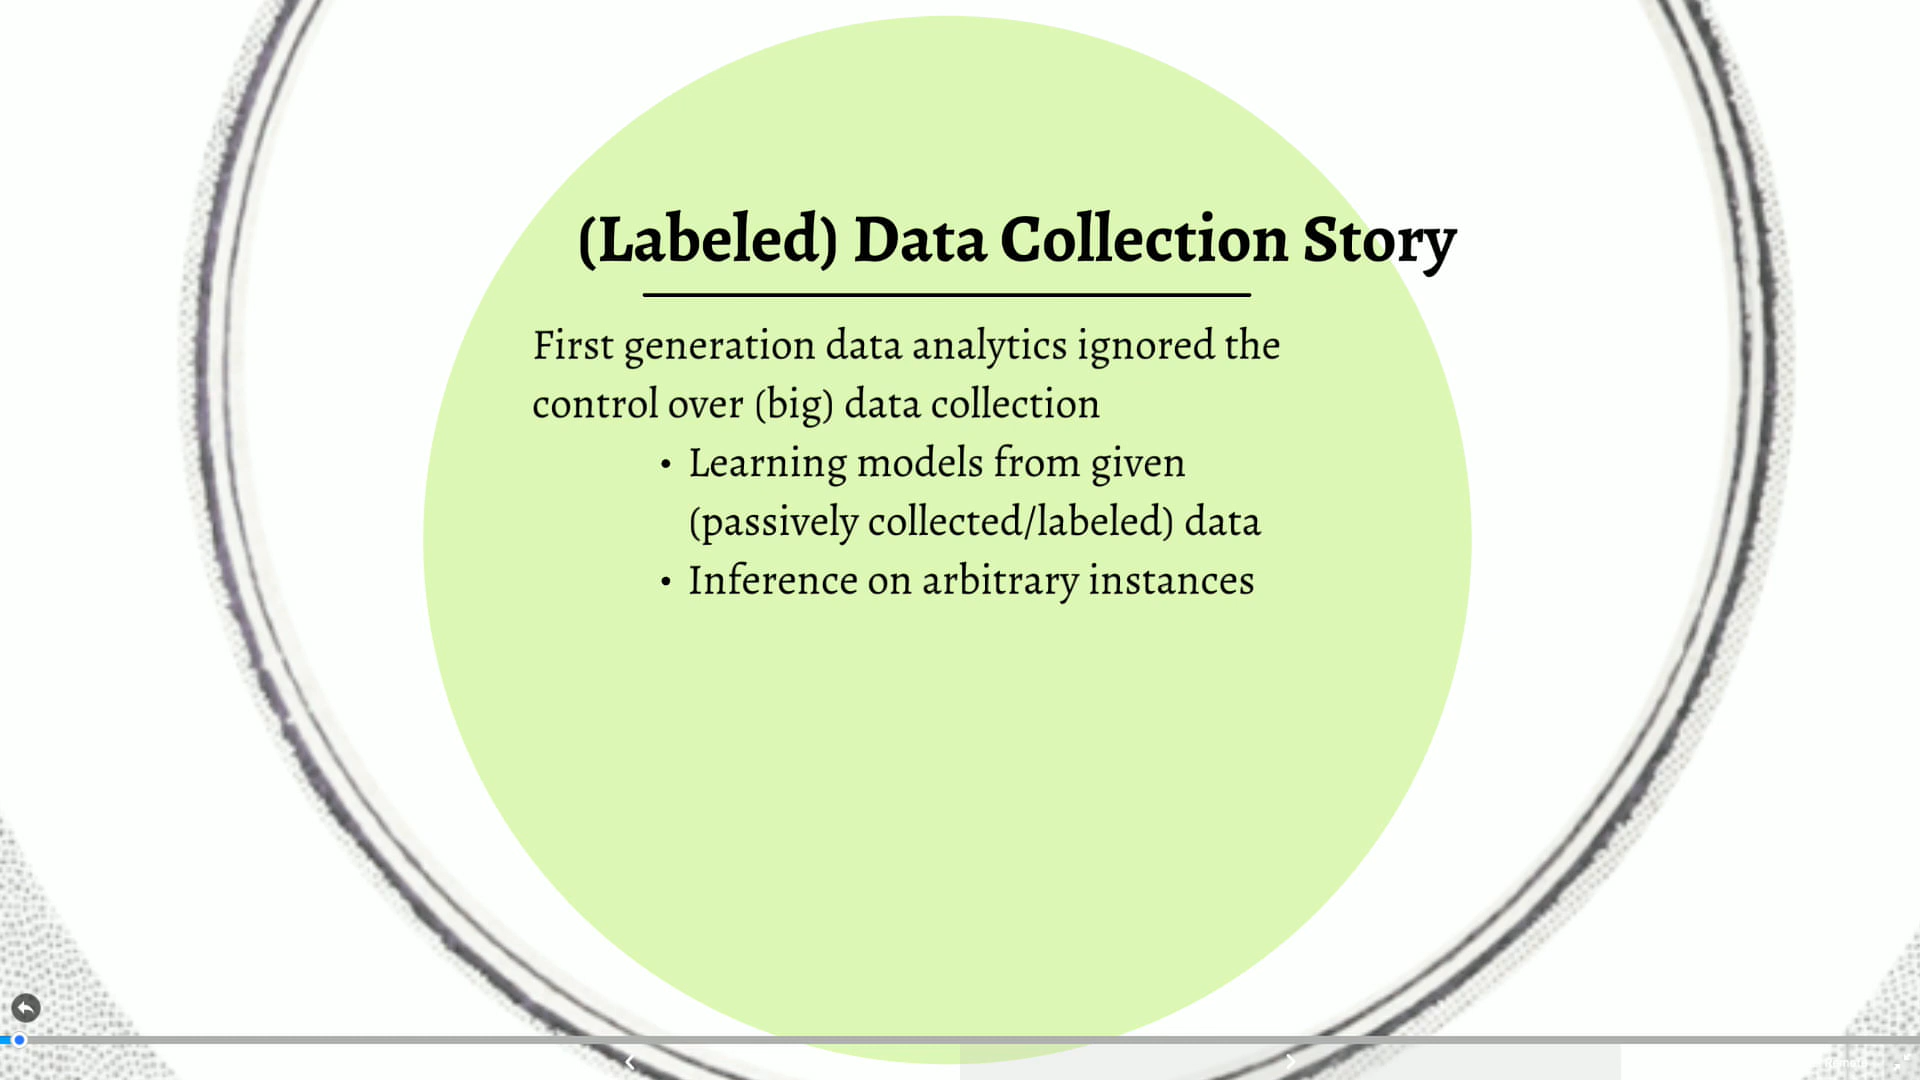 (Labeled) Data Collection Story
First generation data analytics ignored the
control over (big) data collection
• Learning models from given
(passively collected/labeled) data
• Inference on arbitrary instances